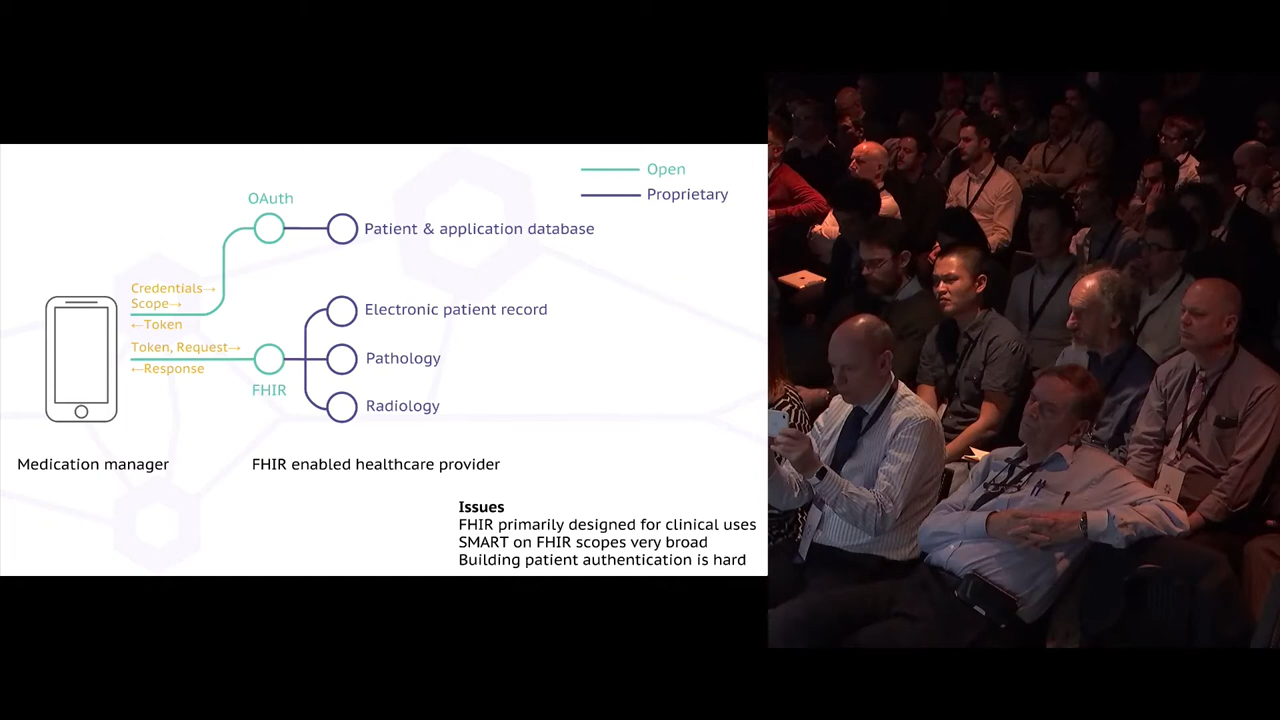 Open
Proprietary
OAuth
Patient & application database
Credentials→
Scope→
←Token
Token, Request→
←Response
FHIR
Electronic patient record
Pathology
Radiology
Medication manager
FHIR enabled healthcare provider
Issues
FHIR primarily designed for clinical uses
SMART on FHIR scopes very broad
Building patient authentication is hard